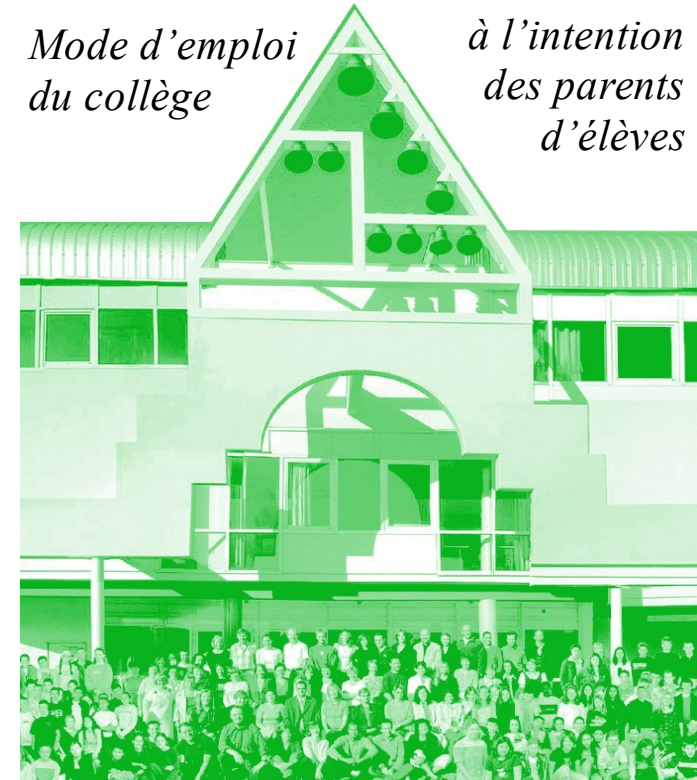 Mode d’emploi
du collège
à l’intention
des parents
d’élèves